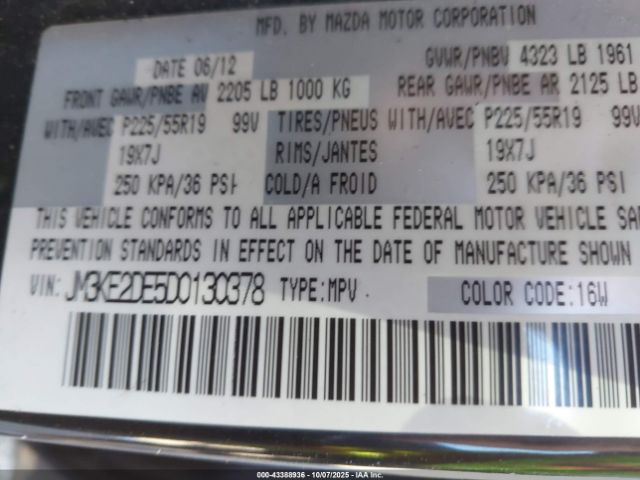 MFD. BY MAZDA MOTOR CORPORATION
DATE 06/12 GVWR/PNBV 4323 LB 1961
FRONT GAWR/PNBE AV 2205 LB 1000 KG REAR GAWR/PNBE AR 2125 LB
WITH/AVEC P225/55R19 99V TIRES/PNEUS WITH/AVEC P225/55R19 99V
19X7J RIMS/JANTES 19X7J
250 KPA/36 PSI COLD/A FROID 250 KPA/36 PSI
THIS VEHICLE CONFORMS TO ALL APPLICABLE FEDERAL MOTOR VEHICLE SA
PREVENTION STANDARDS IN EFFECT ON THE DATE OF MANUFACTURE SHOWN
VIN: JM3KE2DE5D0130378 TYPE:MPV COLOR CODE:16W
000-43388936 - 10/07/2025 - © IAA Holdings, LLC